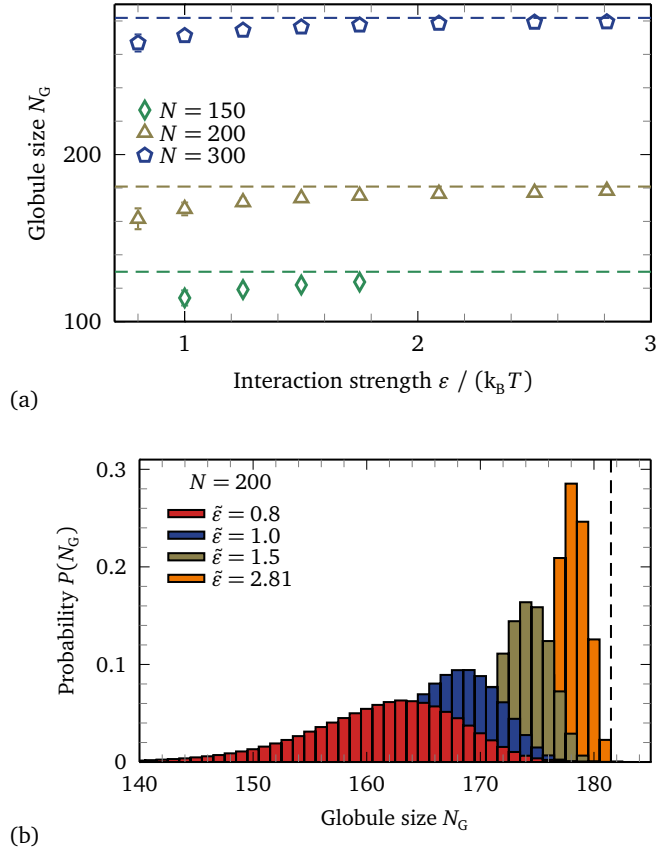 Globule size N_G
200
100
N = 150
N = 200
N = 300
1
2
3
Interaction strength ε / (k_B T)
(a)
Probability P(N_G)
0.3
0.2
0.1
0
N = 200
ε̃ = 0.8
ε̃ = 1.0
ε̃ = 1.5
ε̃ = 2.81
140
150
160
170
180
Globule size N_G
(b)